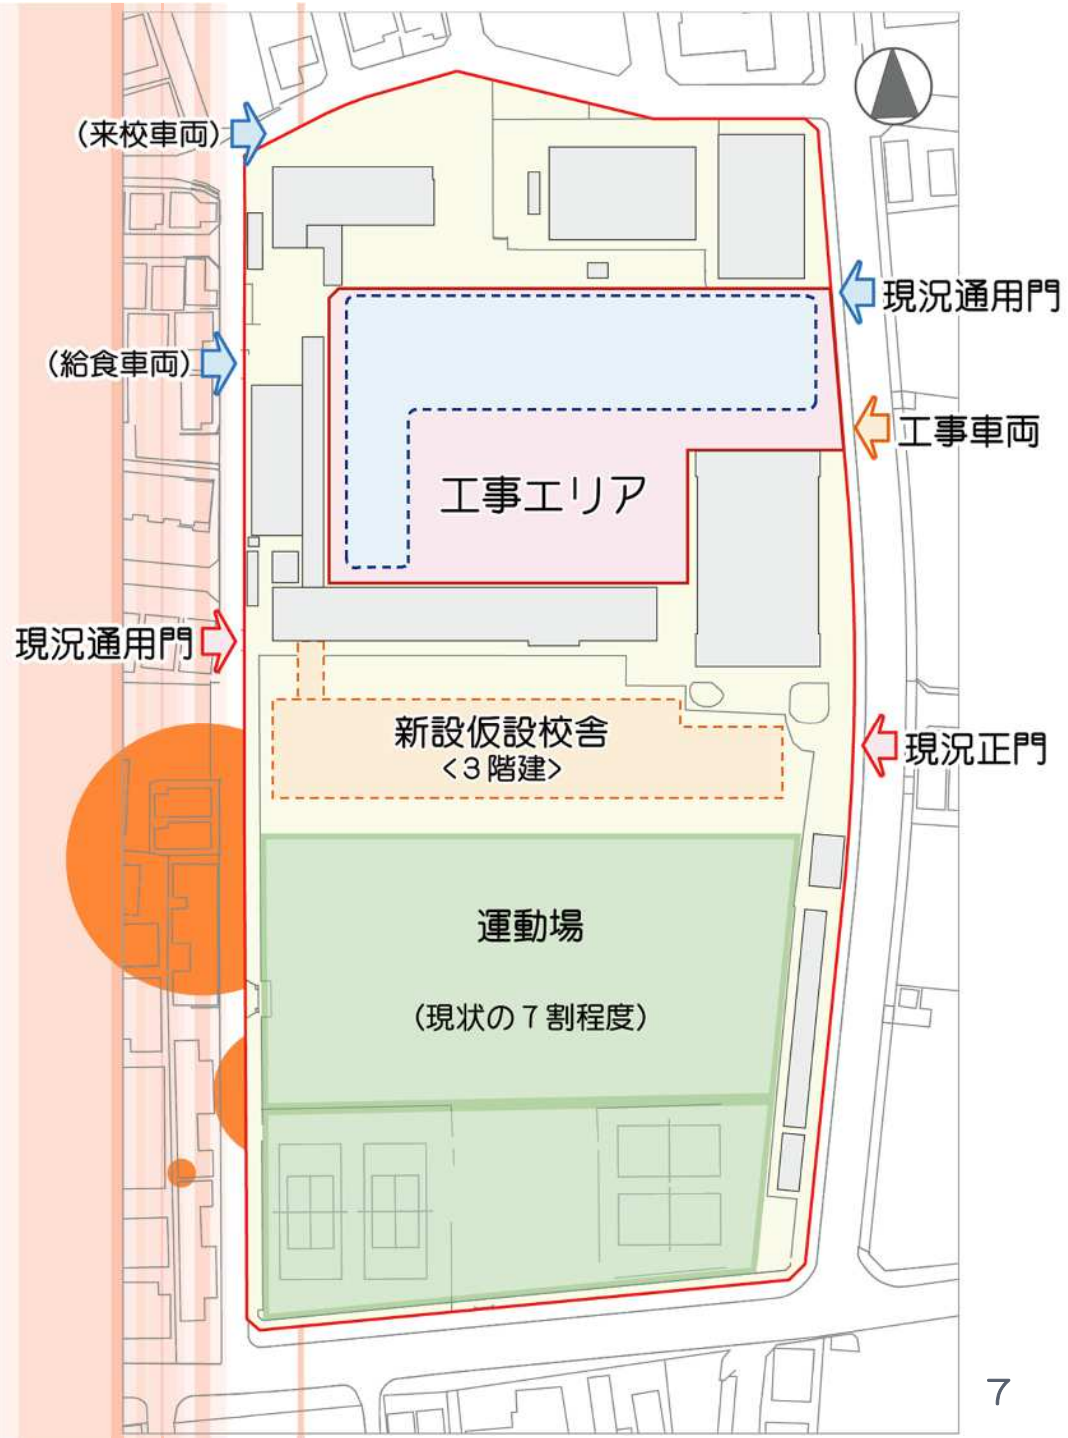 (来校車両)
現況通用門
(給食車両)
工事車両
工事エリア
現況通用門
新設仮設校舎
<3階建>
現況正門
運動場
(現状の7割程度)
7